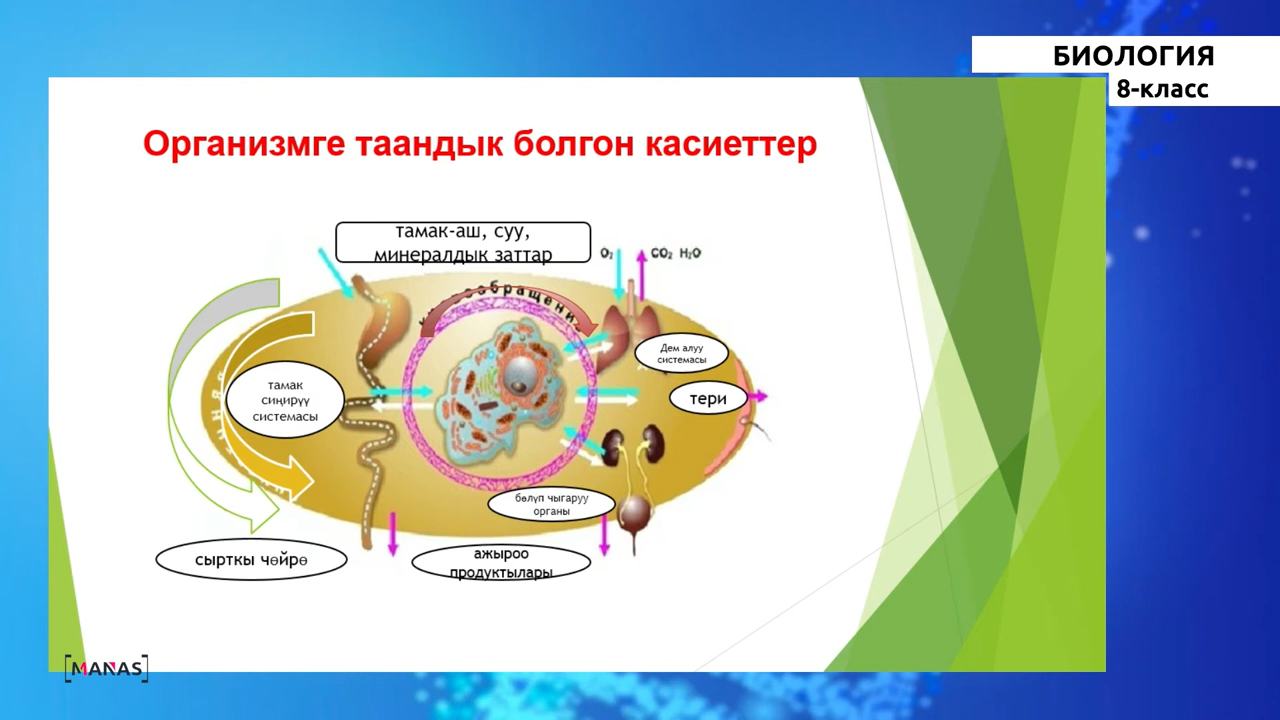 БИОЛОГИЯ
8-класс
Организмге таандык болгон касиеттер
тамак-аш, суу,
минералдык заттар
O₂
CO₂ H₂O
Дем алуу
системасы
тамак
сиңирүү
системасы
тери
бөлүп чыгаруу
органы
сырткы чөйрө
ажыроо
продуктылары
MANAS